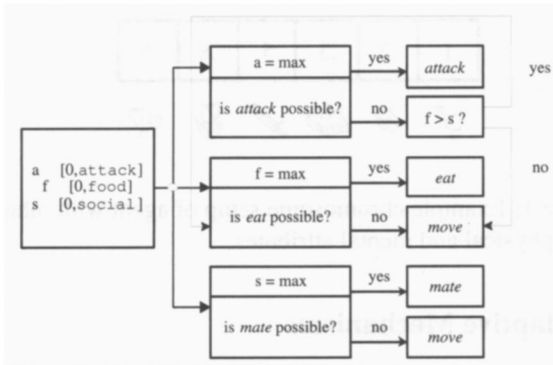 a = max
yes
attack
yes
is attack possible?
no
f > s ?
a [0,attack]
f [0,food]
s [0,social]
f = max
yes
eat
no
is eat possible?
no
move
s = max
yes
mate
is mate possible?
no
move